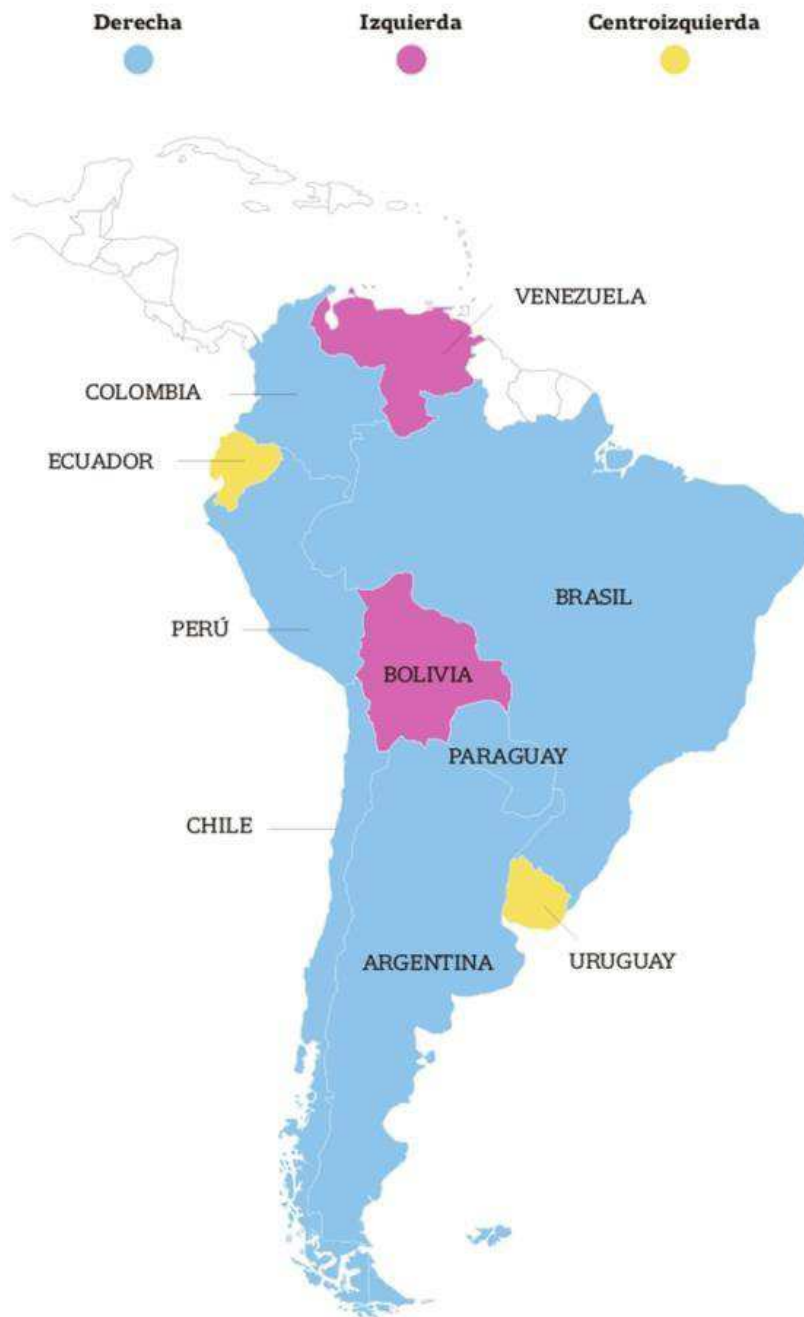 Derecha
Izquierda
Centroizquierda
VENEZUELA
COLOMBIA
ECUADOR
BRASIL
PERÚ
BOLIVIA
PARAGUAY
CHILE
ARGENTINA
URUGUAY